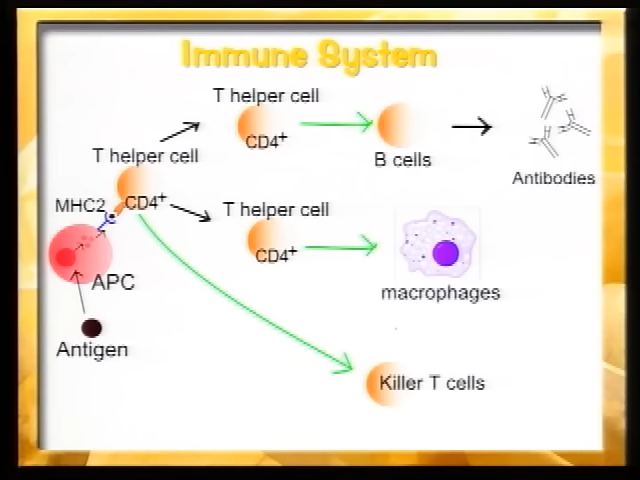 Immune System
T helper cell
CD4+
B cells
Antibodies
T helper cell
CD4+
MHC2
T helper cell
CD4+
macrophages
APC
Antigen
Killer T cells